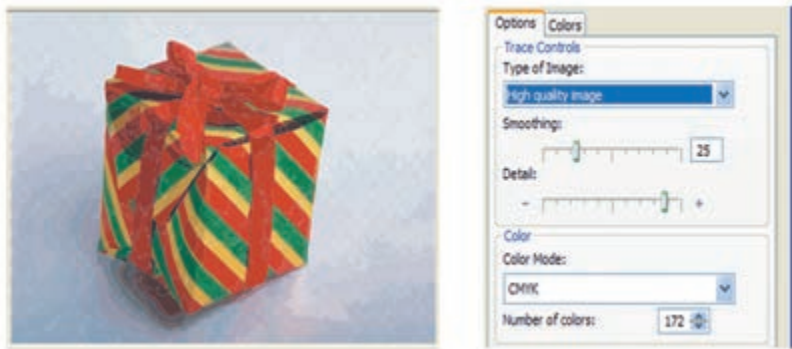 Options Colors
Trace Controls
Type of Image:
High quality image
Smoothing:
25
Detail:
- +
Color
Color Mode:
CMYK
Number of colors: 172